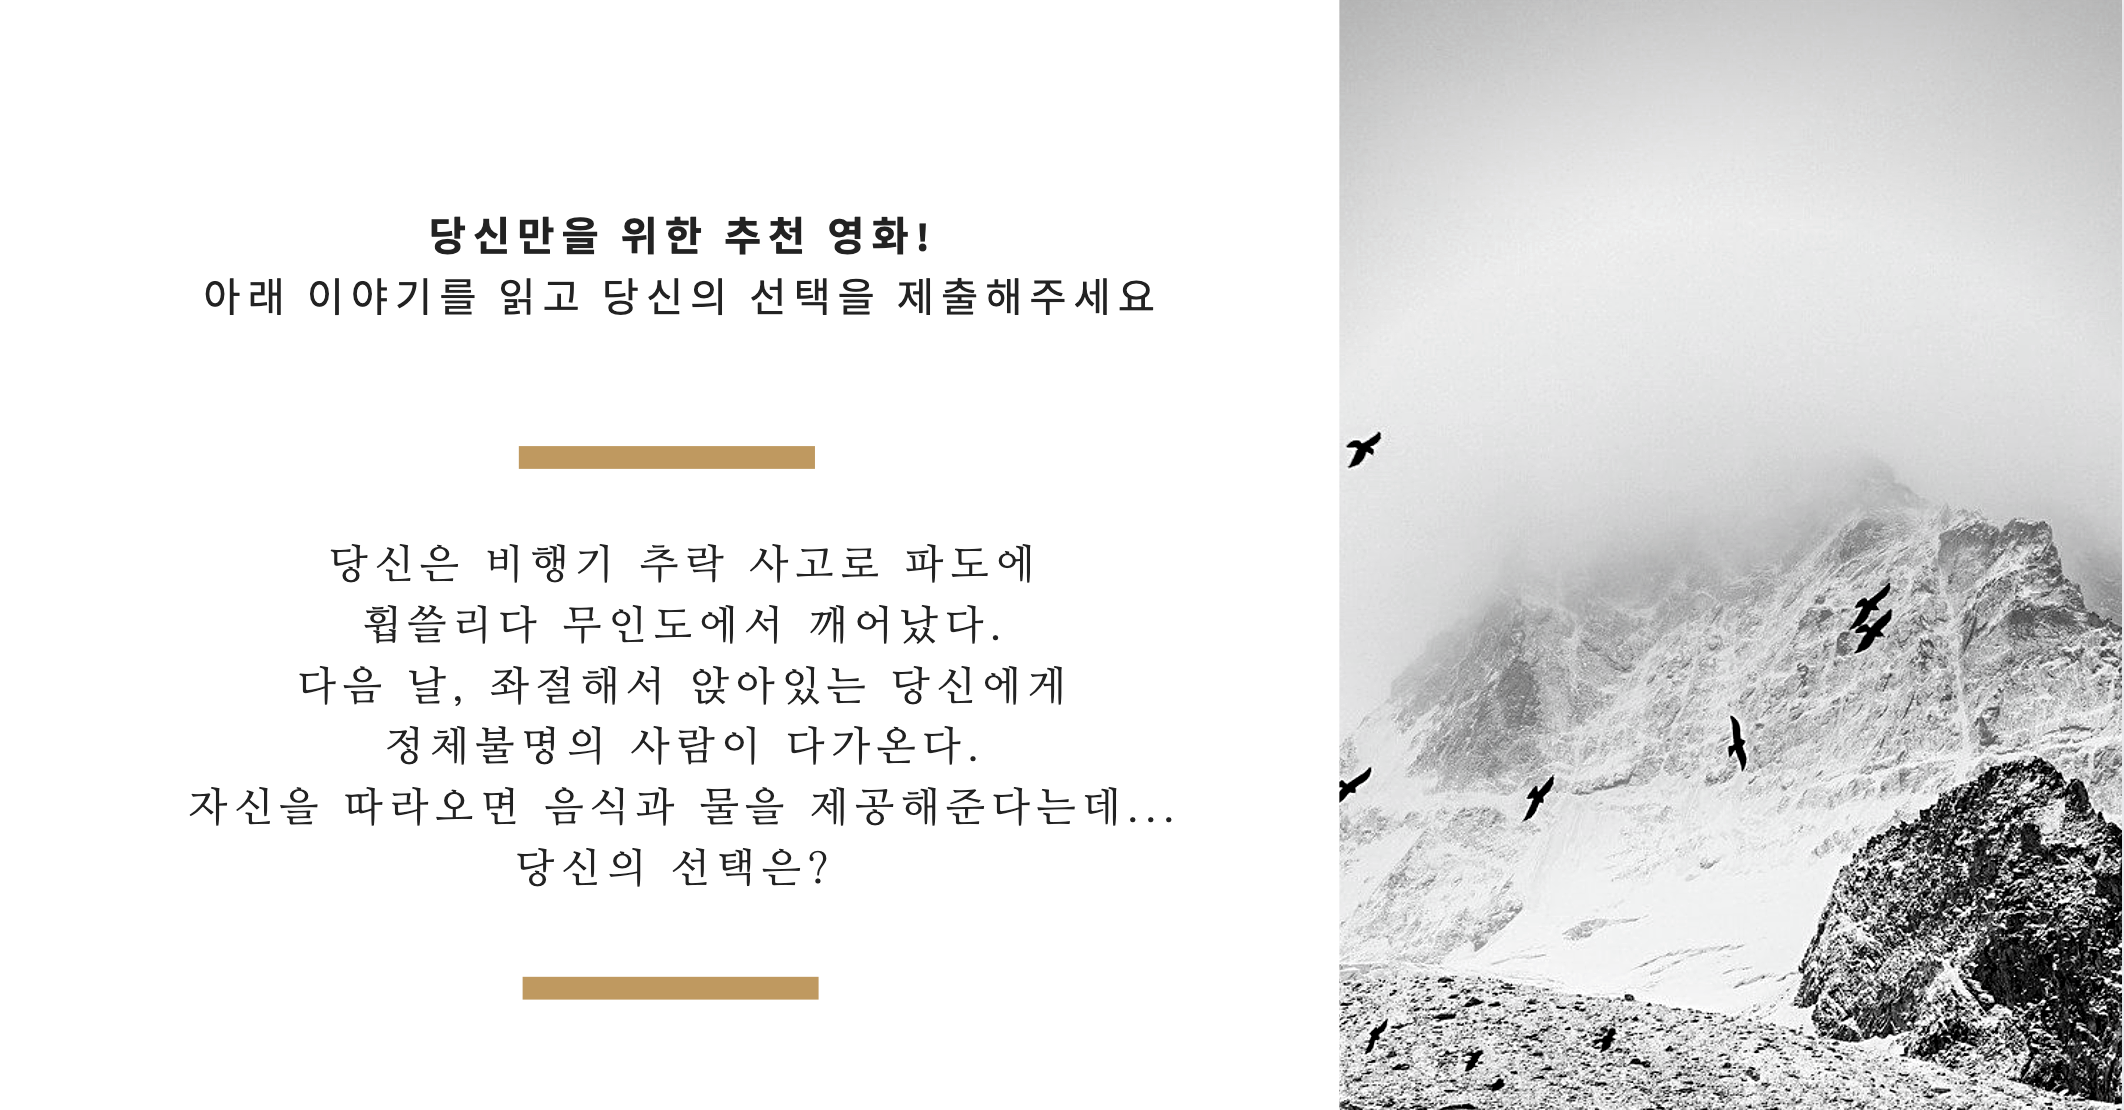 당신만을 위한 추천 영화!
아래 이야기를 읽고 당신의 선택을 제출해주세요
당신은 비행기 추락 사고로 파도에
휩쓸리다 무인도에서 깨어났다.
다음 날, 좌절해서 앉아있는 당신에게
정체불명의 사람이 다가온다.
자신을 따라오면 음식과 물을 제공해준다는데...
당신의 선택은?